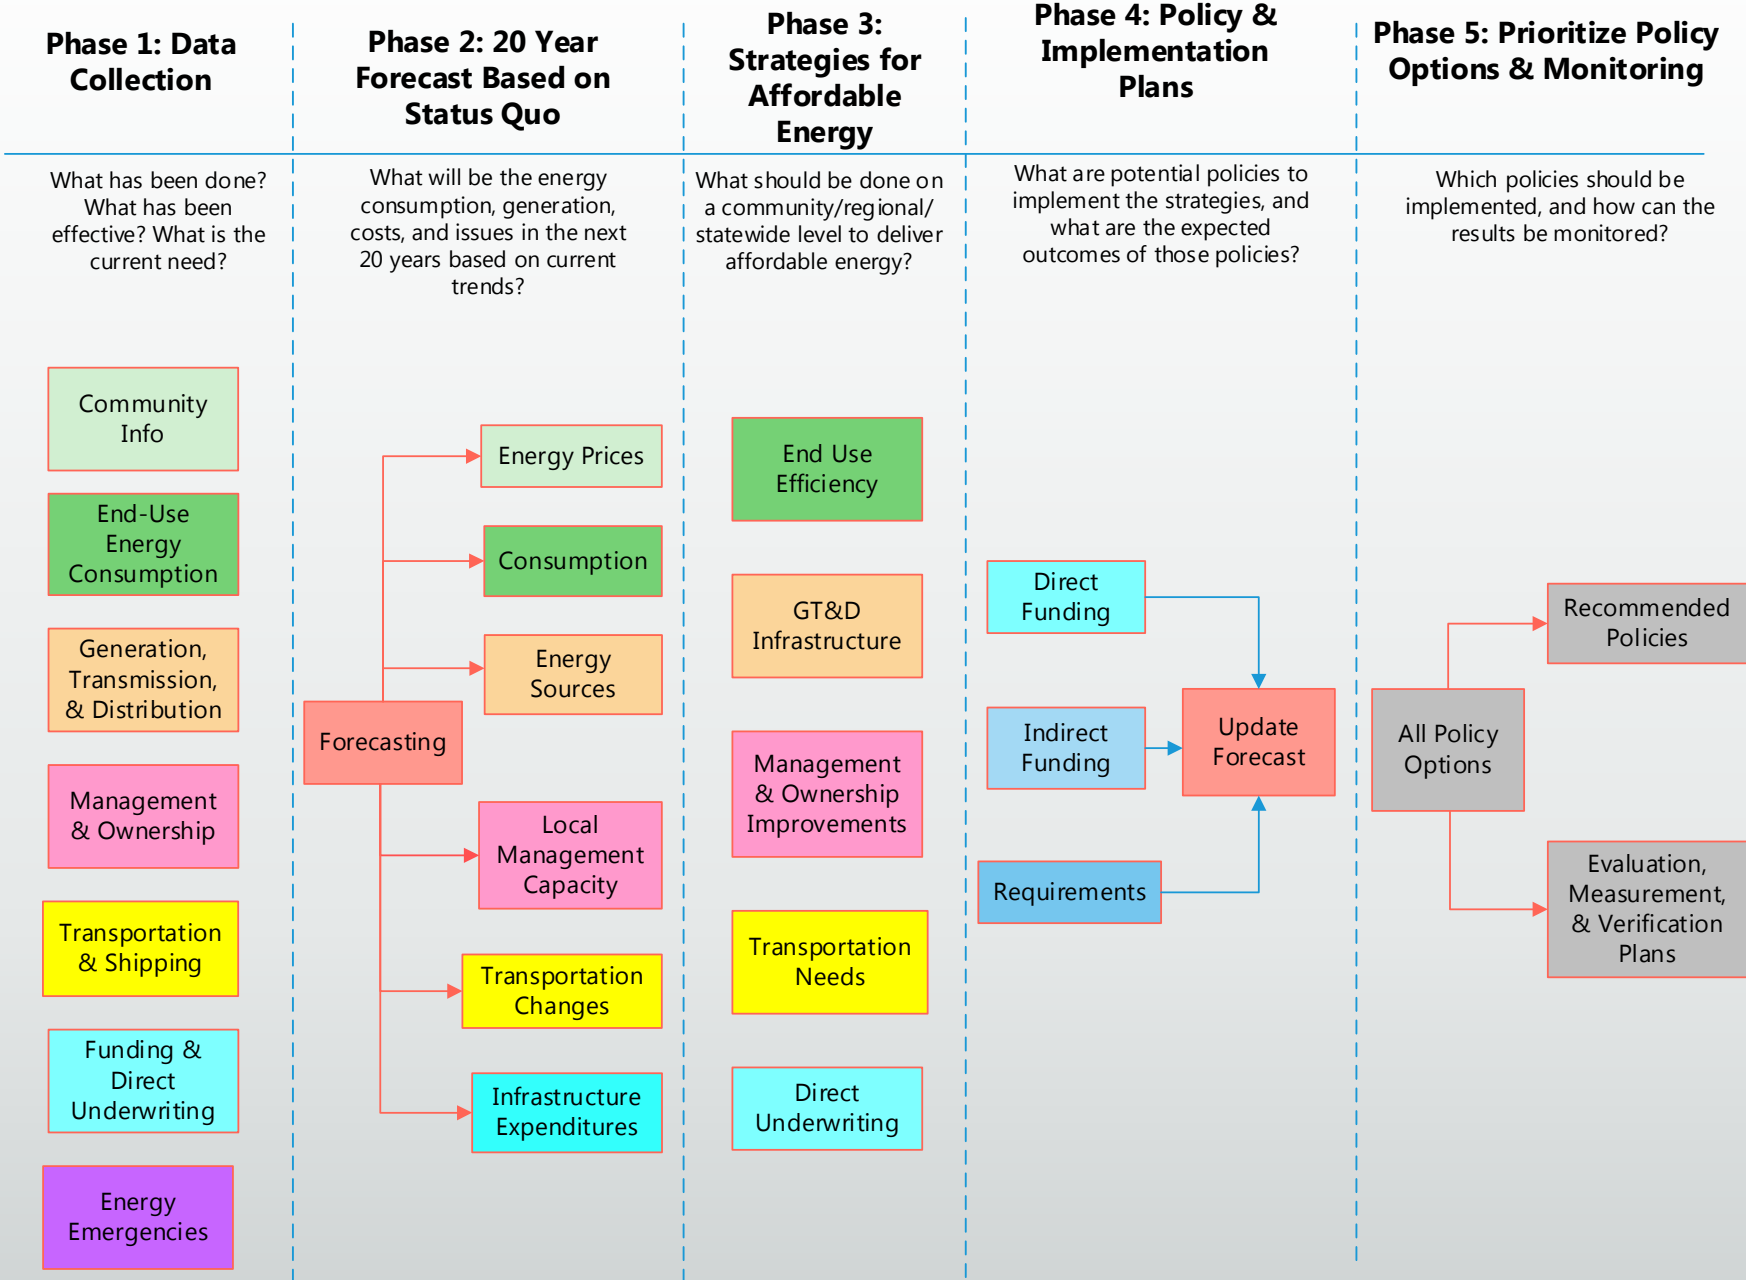 Phase 1: Data
Collection
What has been done?
What has been
effective? What is the
current need?
Community
Info
End-Use
Energy
Consumption
Generation,
Transmission,
& Distribution
Management
& Ownership
Transportation
& Shipping
Funding &
Direct
Underwriting
Energy
Emergencies
Phase 2: 20 Year
Forecast Based on
Status Quo
What will be the energy
consumption, generation,
costs, and issues in the next
20 years based on current
trends?
Forecasting
Energy Prices
Consumption
Energy
Sources
Local
Management
Capacity
Transportation
Changes
Infrastructure
Expenditures
Phase 3:
Strategies for
Affordable
Energy
What should be done on
a community/regional/
statewide level to deliver
affordable energy?
End Use
Efficiency
GT&D
Infrastructure
Management
& Ownership
Improvements
Transportation
Needs
Direct
Underwriting
Phase 4: Policy &
Implementation
Plans
What are potential policies to
implement the strategies, and
what are the expected
outcomes of those policies?
Direct
Funding
Indirect
Funding
Requirements
Update
Forecast
Phase 5: Prioritize Policy
Options & Monitoring
Which policies should be
implemented, and how can the
results be monitored?
All Policy
Options
Recommended
Policies
Evaluation,
Measurement,
& Verification
Plans